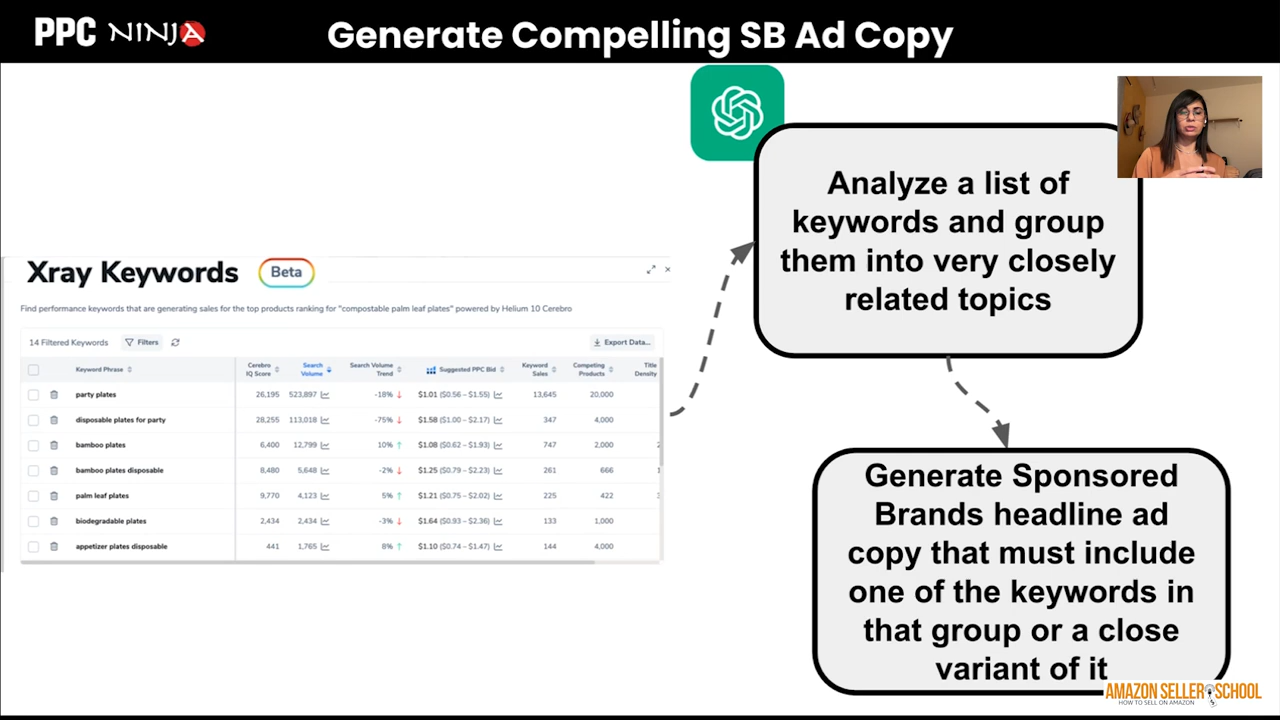 PPC NINJA
Generate Compelling SB Ad Copy
Analyze a list of
keywords and group
them into very closely
related topics
Xray Keywords Beta
Find performance keywords that are generating sales for the top products ranking for "compostable palm leaf plates" powered by Helium 10 Cerebro
14 Filtered Keywords Filters Export Data...
Keyword Phrase Cerebro IQ Score Search Volume Search Volume Trend Suggested PPC Bid Keyword Sales Competing Products Title Density
party plates 26,195 523,897 -18% $1.01 ($0.56 – $1.55) 13,645 20,000
disposable plates for party 28,255 113,018 -75% $1.58 ($1.00 – $2.17) 347 4,000
bamboo plates 6,400 12,799 10% $1.08 ($0.62 – $1.93) 747 2,000
bamboo plates disposable 8,480 5,648 -2% $1.25 ($0.79 – $2.23) 261 666
palm leaf plates 9,770 4,123 5% $1.21 ($0.75 – $2.02) 225 422
biodegradable plates 2,434 2,434 -3% $1.64 ($0.93 – $2.36) 133 1,000
appetizer plates disposable 441 1,765 8% $1.10 ($0.74 – $1.47) 144 4,000
Generate Sponsored
Brands headline ad
copy that must include
one of the keywords in
that group or a close
variant of it
AMAZON SELLER SCHOOL
HOW TO SELL ON AMAZON